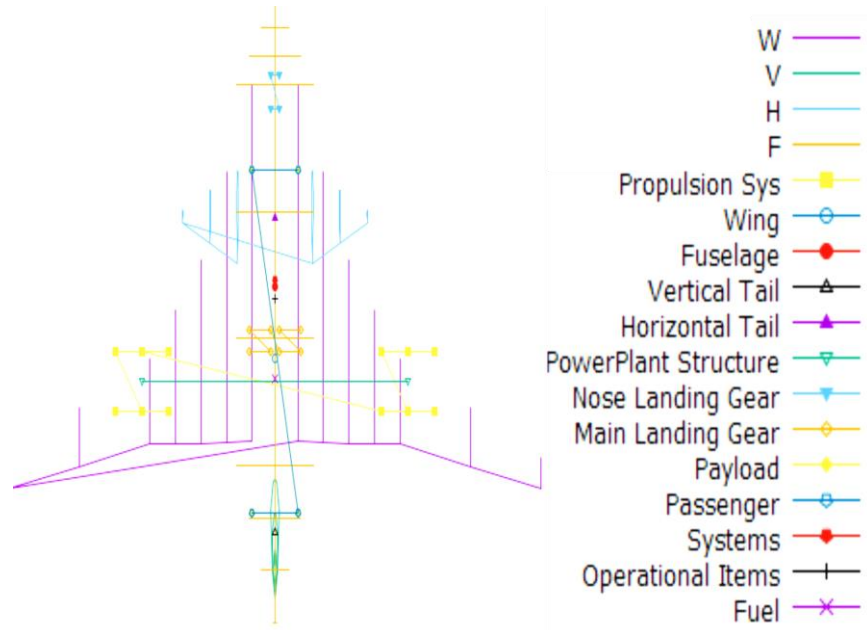 W
V
H
F
Propulsion Sys
Wing
Fuselage
Vertical Tail
Horizontal Tail
PowerPlant Structure
Nose Landing Gear
Main Landing Gear
Payload
Passenger
Systems
Operational Items
Fuel